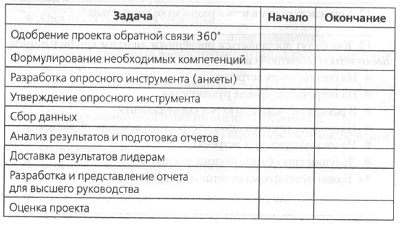 Задача Начало Окончание
Одобрение проекта обратной связи 360°
Формулирование необходимых компетенций
Разработка опросного инструмента (анкеты)
Утверждение опросного инструмента
Сбор данных
Анализ результатов и подготовка отчетов
Доставка результатов лидерам
Разработка и представление отчета
для высшего руководства
Оценка проекта